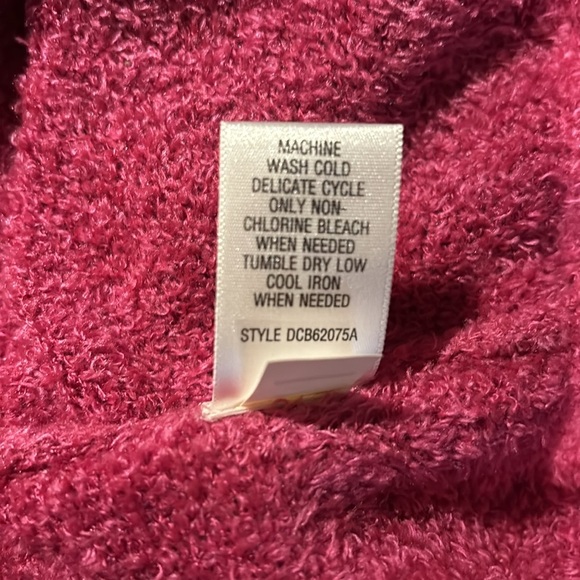 MACHINE
WASH COLD
DELICATE CYCLE
ONLY NON-
CHLORINE BLEACH
WHEN NEEDED
TUMBLE DRY LOW
COOL IRON
WHEN NEEDED
STYLE DCB62075A